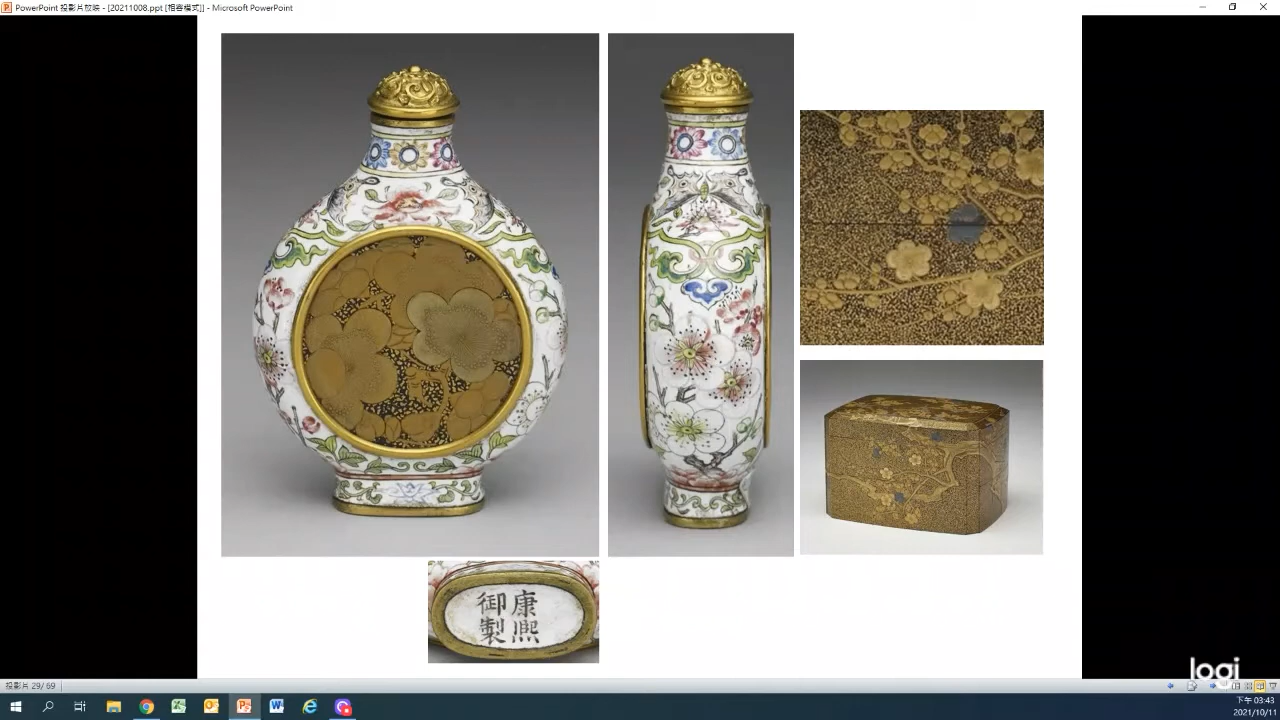 PowerPoint 投影片放映 - [20211008.ppt [相容模式]] - Microsoft PowerPoint
康熙
御製
logi
投影片 29/ 69
下午 03:43
2021/10/11